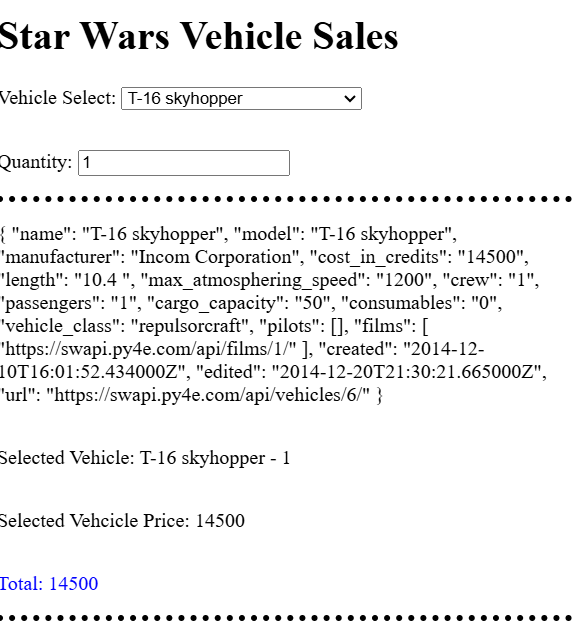 Star Wars Vehicle Sales
Vehicle Select: T-16 skyhopper
Quantity: 1
{ "name": "T-16 skyhopper", "model": "T-16 skyhopper",
"manufacturer": "Incom Corporation", "cost_in_credits": "14500",
"length": "10.4 ", "max_atmosphering_speed": "1200", "crew": "1",
"passengers": "1", "cargo_capacity": "50", "consumables": "0",
"vehicle_class": "repulsorcraft", "pilots": [], "films": [
"https://swapi.py4e.com/api/films/1/" ], "created": "2014-12-
10T16:01:52.434000Z", "edited": "2014-12-20T21:30:21.665000Z",
"url": "https://swapi.py4e.com/api/vehicles/6/" }
Selected Vehicle: T-16 skyhopper - 1
Selected Vehcicle Price: 14500
Total: 14500